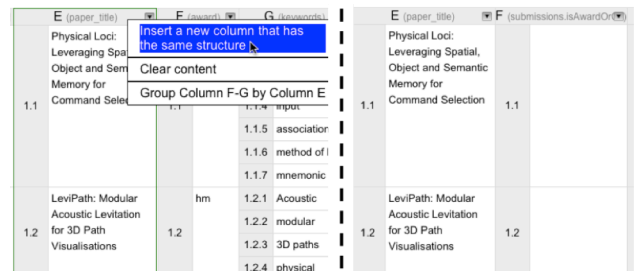 E (paper_title)
F (award)
G (keywords)
Insert a new column that has
the same structure
Clear content
Group Column F-G by Column E
Physical Loci:
Leveraging Spa
Object and Sem
Memory for
Command Selec
1.1
1.1
1.1.4 input
1.1.5 association
1.1.6 method of
1.1.7 mnemonic
LeviPath: Modular
Acoustic Levitation
for 3D Path
Visualisations
1.2
hm
1.2
1.2.1 Acoustic
1.2.2 modular
1.2.3 3D paths
1.2.4 physical
E (paper_title)
F (submissions.isAwardOr
Physical Loci:
Leveraging Spatial,
Object and Semantic
Memory for
Command Selection
1.1
1.1
LeviPath: Modular
Acoustic Levitation
for 3D Path
Visualisations
1.2
1.2